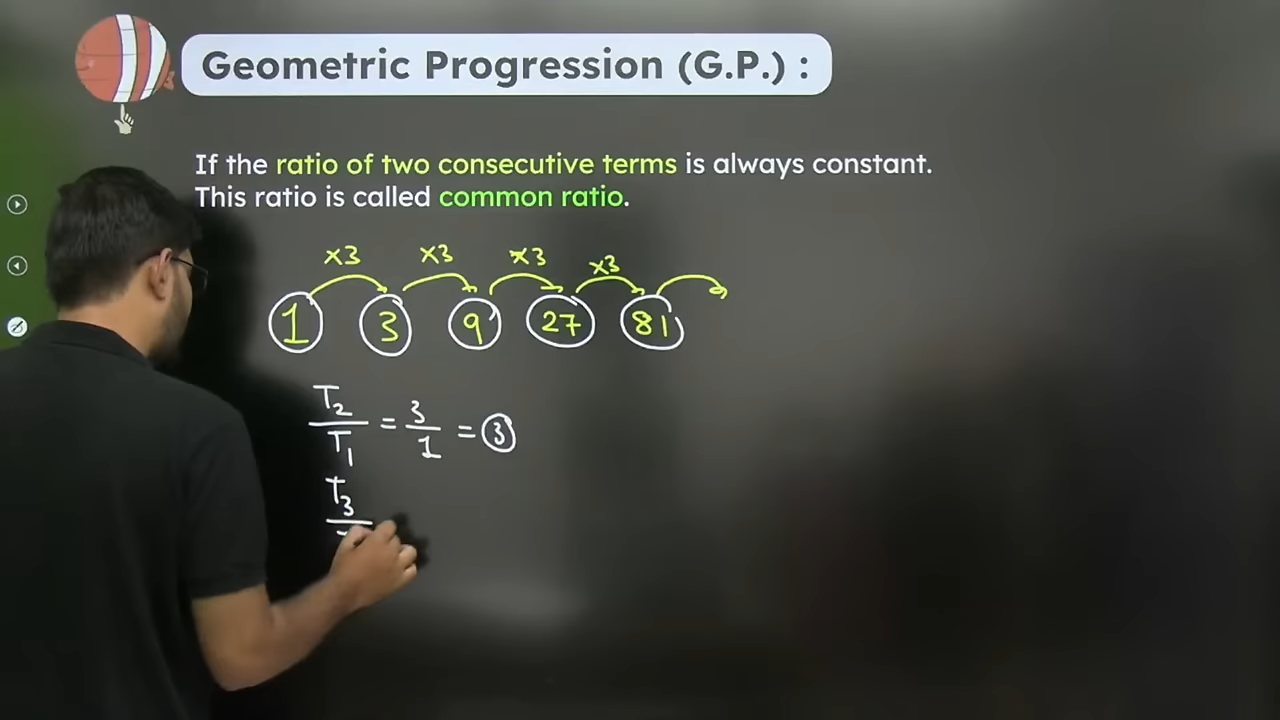 Geometric Progression (G.P.) :
If the ratio of two consecutive terms is always constant.
This ratio is called common ratio.
×3 ×3 ×3 ×3
1 3 9 27 81
T₂/T₁ = 3/1 = 3
T₃